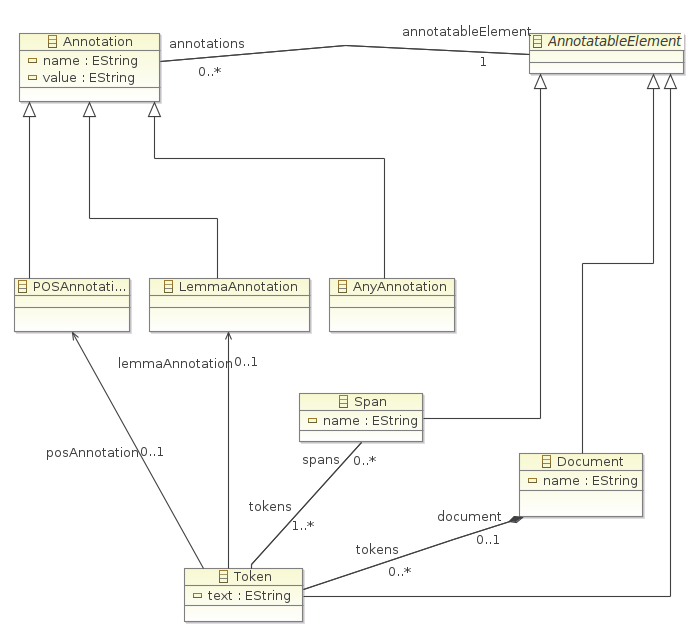 annotatableElement
Annotation
annotations
AnnotatableElement
name : EString
0..*
1
value : EString
POSAnnotati...
LemmaAnnotation
AnyAnnotation
lemmaAnnotation
0..1
Span
name : EString
posAnnotation
0..1
spans
0..*
Document
name : EString
tokens
document
1..*
0..1
tokens
0..*
Token
text : EString